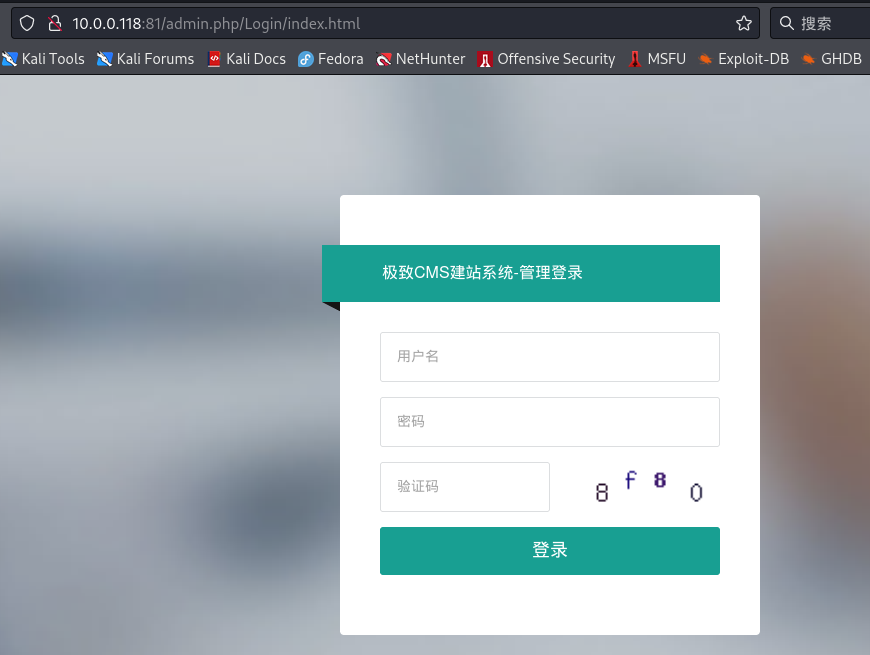 10.0.0.118:81/admin.php/Login/index.html
搜索
Kali Tools
Kali Forums
Kali Docs
Fedora
NetHunter
Offensive Security
MSFU
Exploit-DB
GHDB
极致CMS建站系统-管理登录
用户名
密码
验证码
8 f 8 0
登录